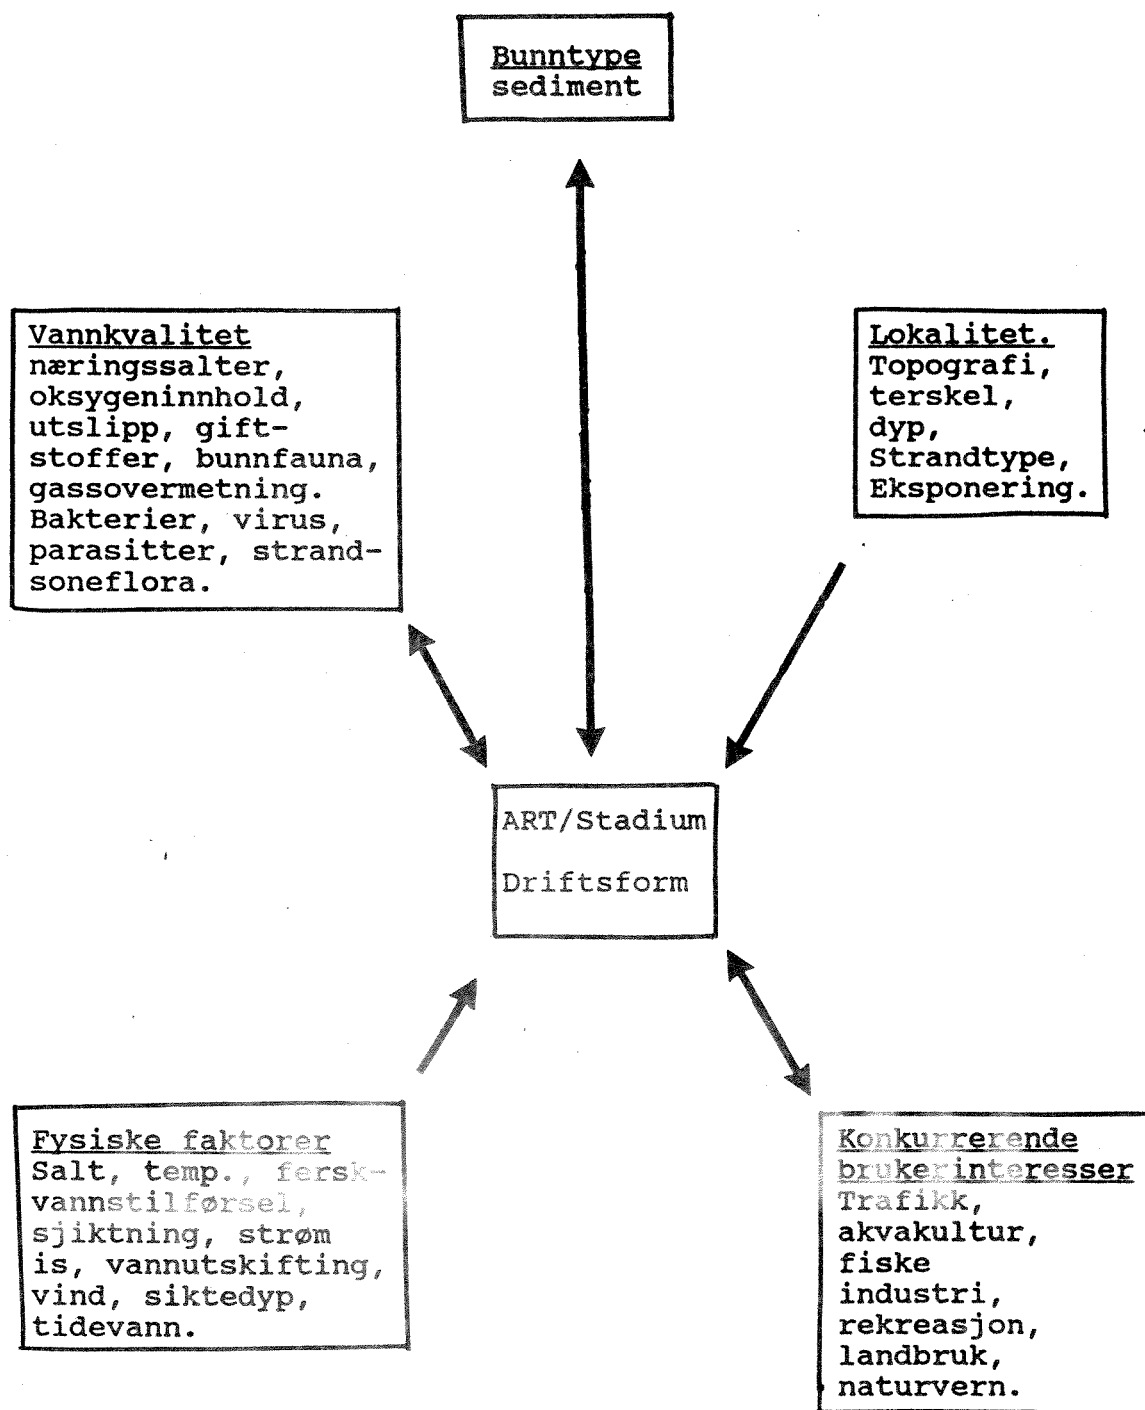 Bunntype
sediment
Vannkvalitet
næringssalter,
oksygeninnhold,
utslipp, gift-
stoffer, bunnfauna,
gassovermetning.
Bakterier, virus,
parasitter, strand-
soneflora.
Lokalitet.
Topografi,
terskel,
dyp,
Strandtype,
Eksponering.
ART/Stadium
Driftsform
Fysiske faktorer
Salt, temp., fersk-
vannstilførsel,
sjiktning, strøm
is, vannutskifting,
vind, siktedyp,
tidevann.
Konkurrerende
brukerinteresser
Trafikk,
akvakultur,
fiske
industri,
rekreasjon,
landbruk,
naturvern.